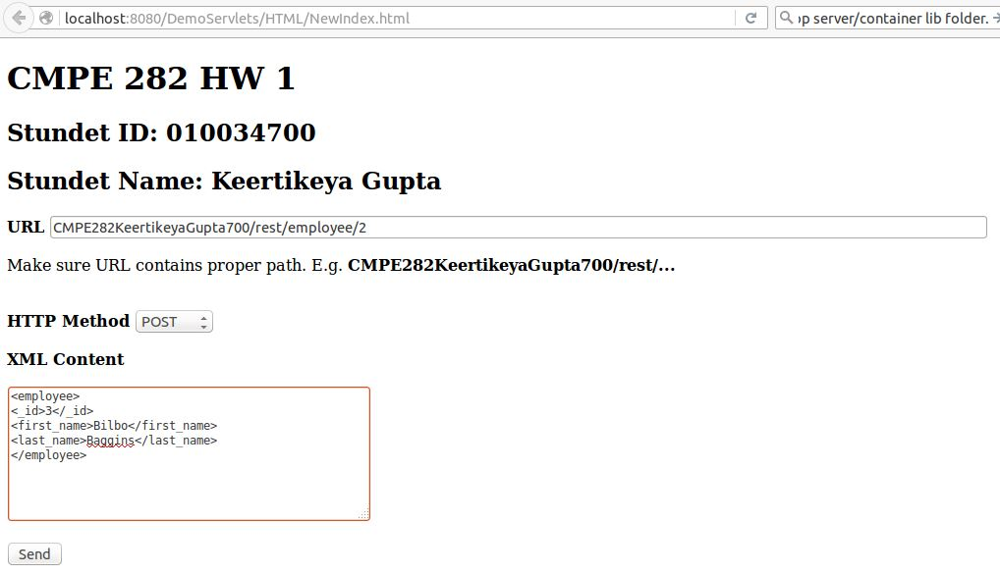 localhost:8080/DemoServlets/HTML/NewIndex.html
server/container lib folder.
CMPE 282 HW 1
Stundet ID: 010034700
Stundet Name: Keertikeya Gupta
URL CMPE282KeertikeyaGupta700/rest/employee/2
Make sure URL contains proper path. E.g. CMPE282KeertikeyaGupta700/rest/...
HTTP Method POST
XML Content
<employee>
<_id>3</_id>
<first_name>Bilbo</first_name>
<last_name>Baggins</last_name>
</employee>
Send